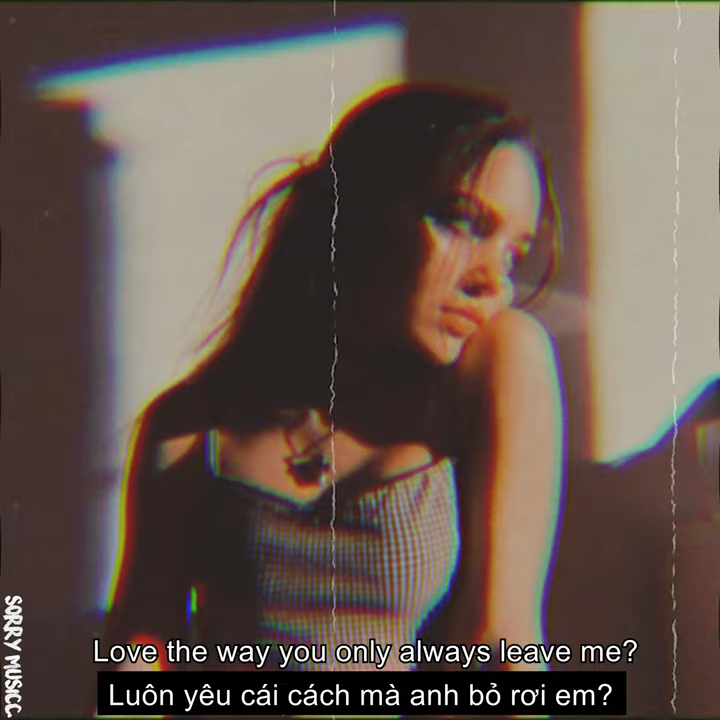 Love the way you only always leave me?
Luôn yêu cái cách mà anh bỏ rơi em?
SORRY MUSICC